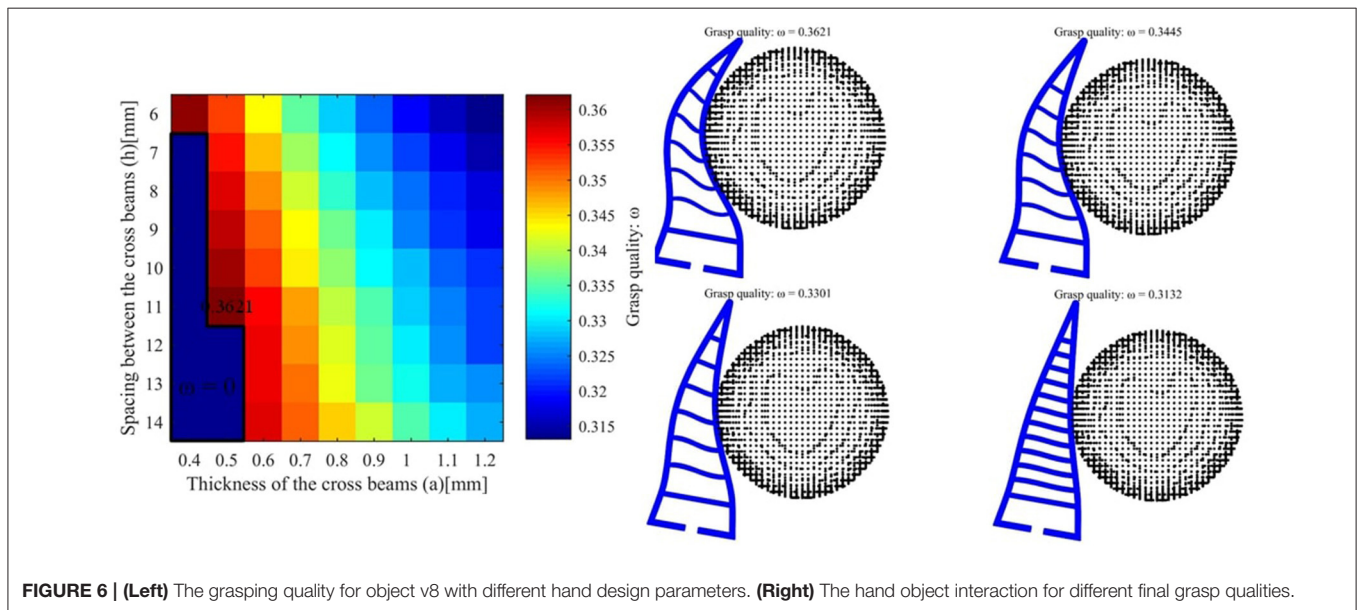 Grasp quality: ω = 0.3621
Grasp quality: ω = 0.3445
Spacing between the cross beams (h)[mm]
6
7
8
9
10
11
12
13
14
0.3621
ω = 0
0.4 0.5 0.6 0.7 0.8 0.9 1 1.1 1.2
Thickness of the cross beams (a)[mm]
0.36
0.355
0.35
0.345
0.34
0.335
0.33
0.325
0.32
0.315
Grasp quality: ω
Grasp quality: ω = 0.3301
Grasp quality: ω = 0.3132
FIGURE 6 | (Left) The grasping quality for object v8 with different hand design parameters. (Right) The hand object interaction for different final grasp qualities.